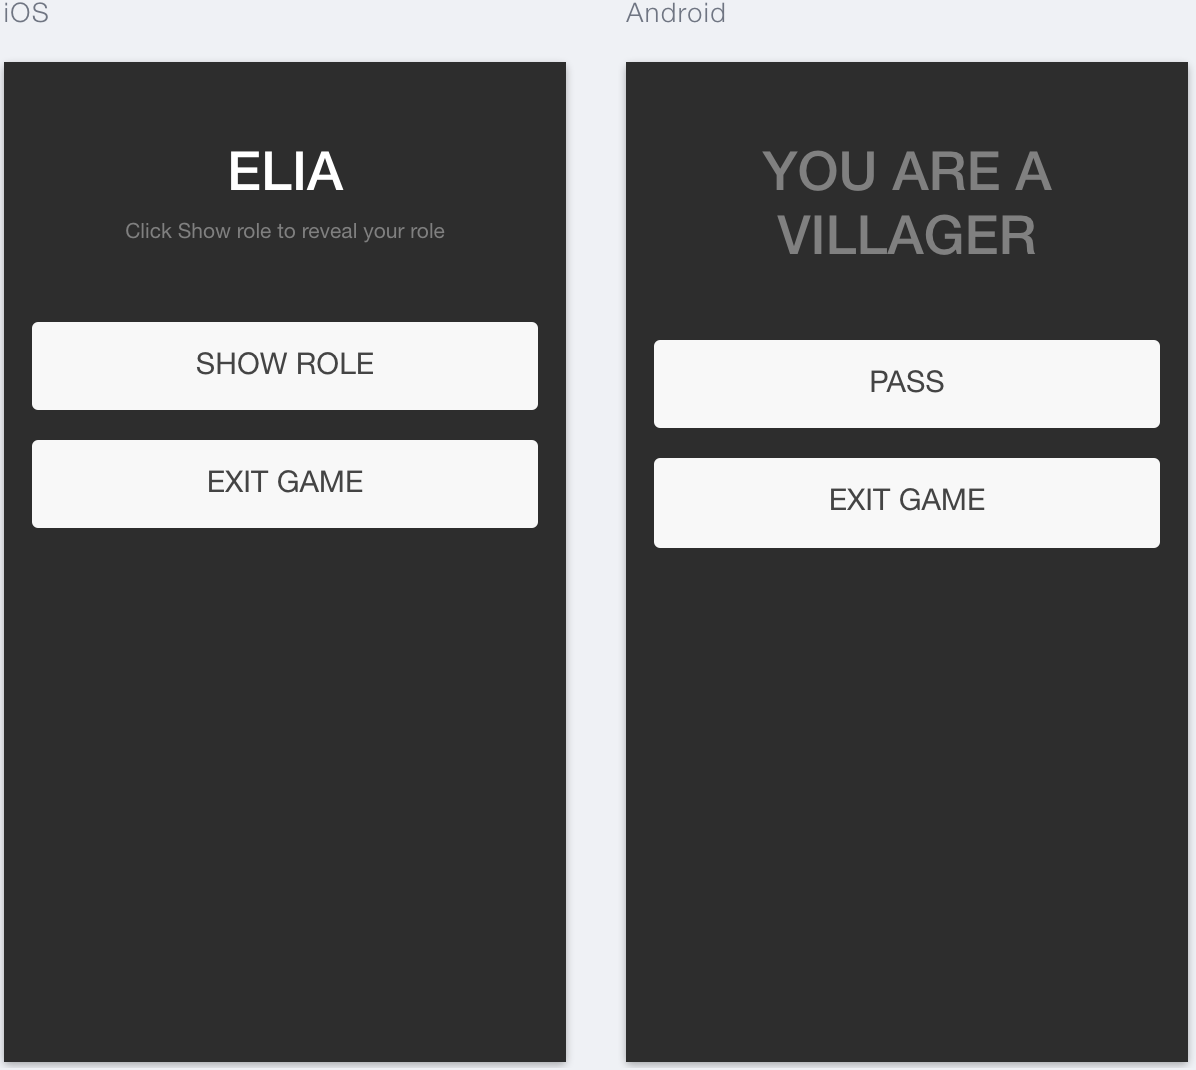 iOS
ELIA
Click Show role to reveal your role
SHOW ROLE
EXIT GAME
Android
YOU ARE A
VILLAGER
PASS
EXIT GAME